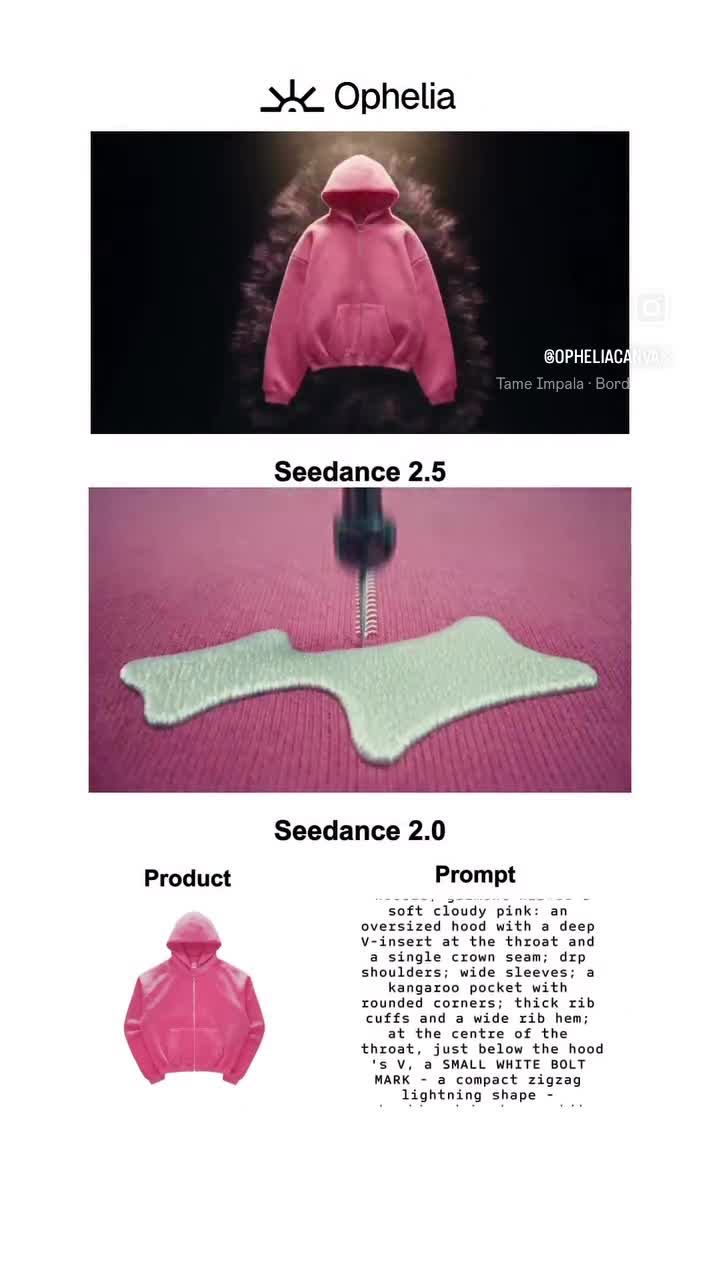 Ophelia
@OPHELIACANVA
Tame Impala · Bord
Seedance 2.5
Seedance 2.0
Product
Prompt
soft cloudy pink: an
oversized hood with a deep
V-insert at the throat and
a single crown seam; drp
shoulders; wide sleeves; a
kangaroo pocket with
rounded corners; thick rib
cuffs and a wide rib hem;
at the centre of the
throat, just below the hood
's V, a SMALL WHITE BOLT
MARK - a compact zigzag
lightning shape -